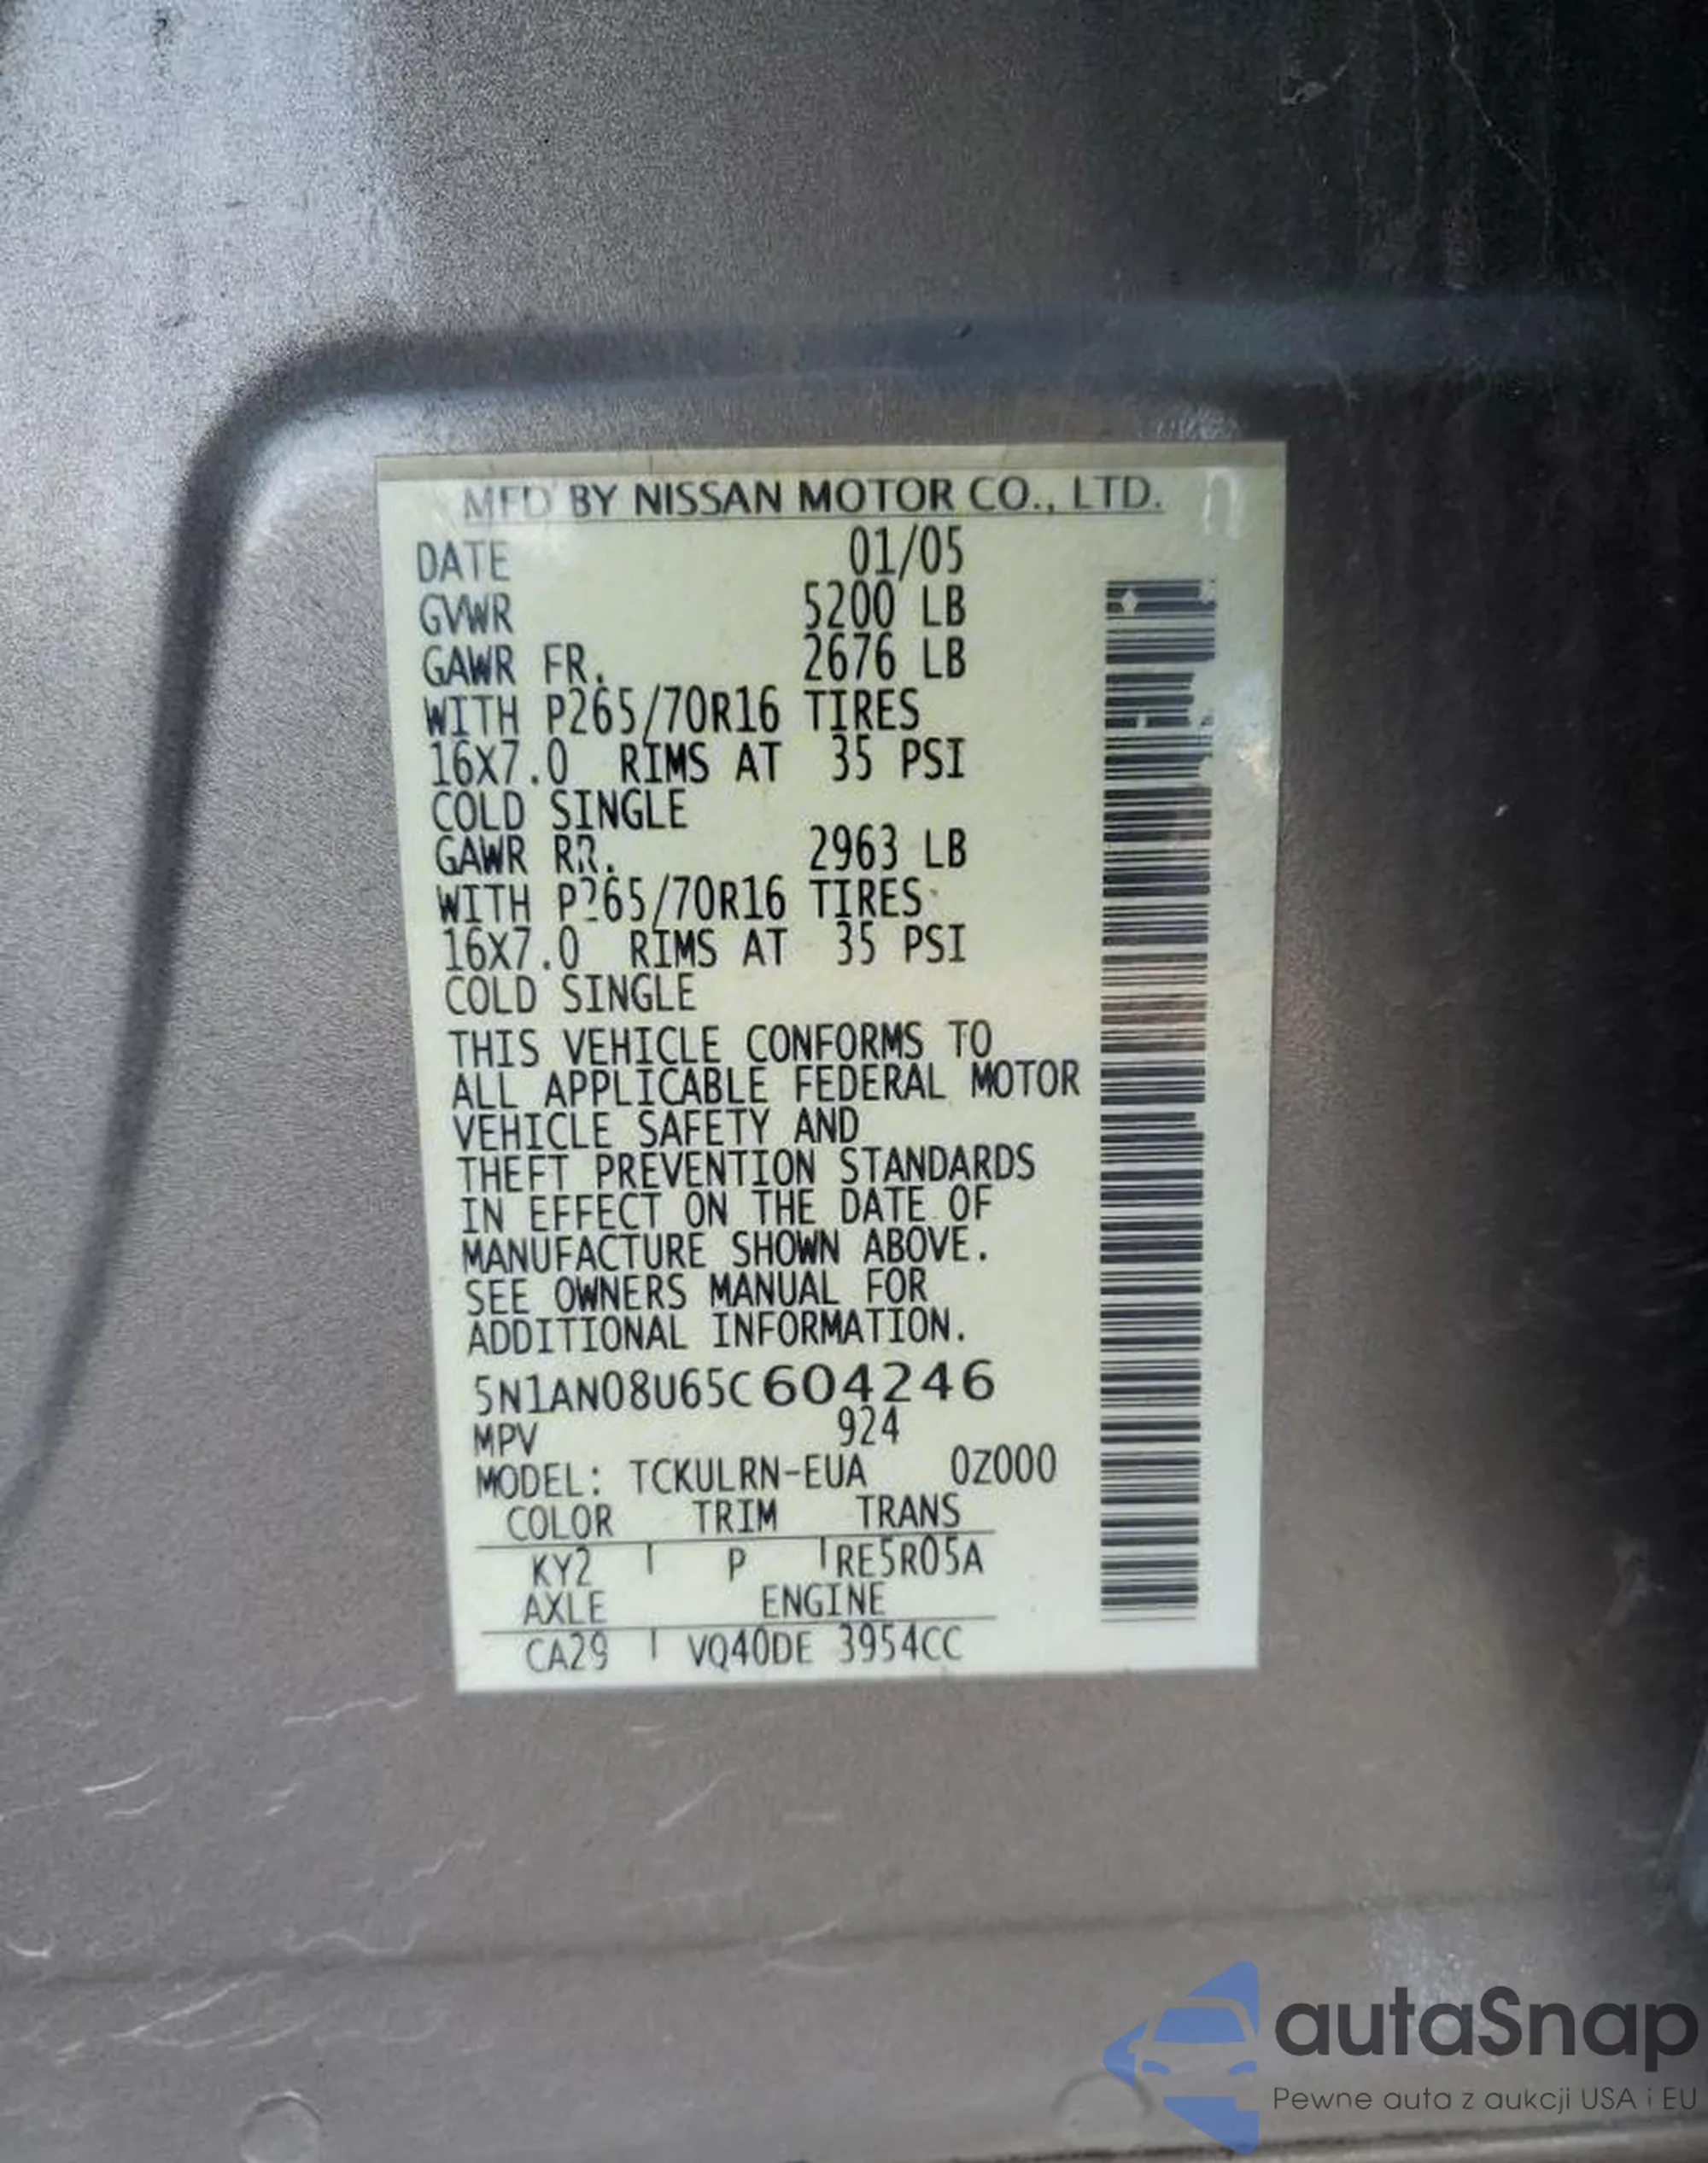 MFD BY NISSAN MOTOR CO., LTD.
DATE 01/05
GVWR 5200 LB
GAWR FR. 2676 LB
WITH P265/70R16 TIRES
16X7.0 RIMS AT 35 PSI
COLD SINGLE
GAWR RR. 2963 LB
WITH P265/70R16 TIRES
16X7.0 RIMS AT 35 PSI
COLD SINGLE
THIS VEHICLE CONFORMS TO
ALL APPLICABLE FEDERAL MOTOR
VEHICLE SAFETY AND
THEFT PREVENTION STANDARDS
IN EFFECT ON THE DATE OF
MANUFACTURE SHOWN ABOVE.
SEE OWNERS MANUAL FOR
ADDITIONAL INFORMATION.
5N1AN08U65C604246
MPV 924
MODEL: TCKULRN-EUA 0Z000
COLOR TRIM TRANS
KY2 P RE5R05A
AXLE ENGINE
CA29 VQ40DE 3954CC
autaSnap
Pewne auta z aukcji USA i EU